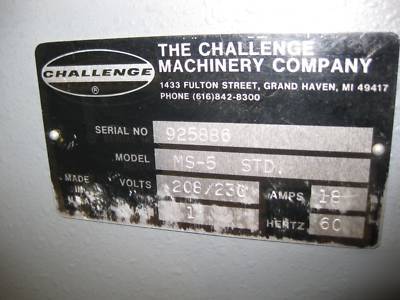 CHALLENGE
®
THE CHALLENGE
MACHINERY COMPANY
1433 FULTON STREET, GRAND HAVEN, MI 49417
PHONE (616)842-8300
SERIAL NO 925886
MODEL MS-5 STD.
MADE VOLTS 208/230 AMPS 18
1 HERTZ 60